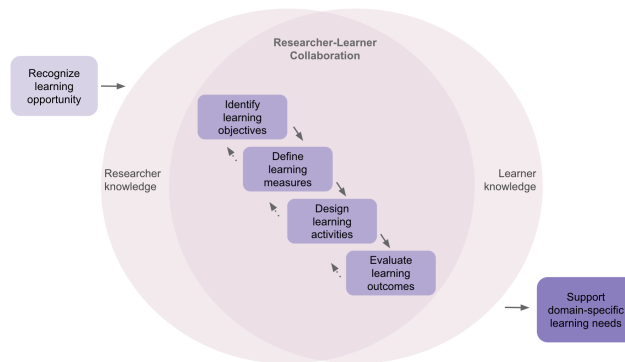 Researcher-Learner
Collaboration
Recognize
learning
opportunity
Identify
learning
objectives
Researcher
knowledge
Define
learning
measures
Learner
knowledge
Design
learning
activities
Evaluate
learning
outcomes
Support
domain-specific
learning needs